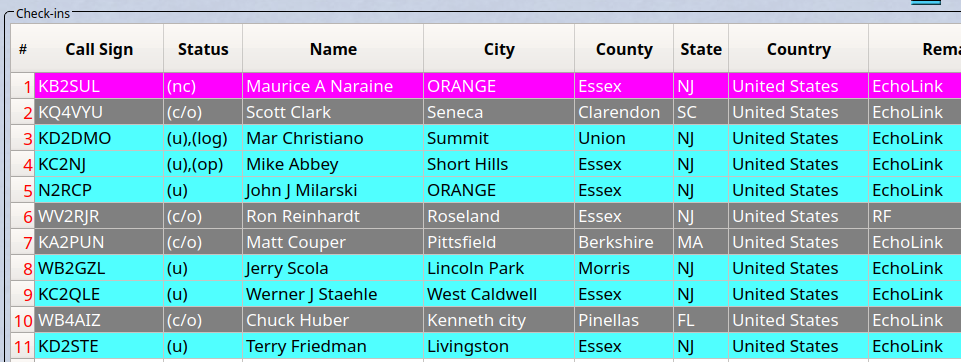 Check-ins
# Call Sign Status Name City County State Country Rema
1 KB2SUL (nc) Maurice A Naraine ORANGE Essex NJ United States EchoLink
2 KQ4VYU (c/o) Scott Clark Seneca Clarendon SC United States EchoLink
3 KD2DMO (u),(log) Mar Christiano Summit Union NJ United States EchoLink
4 KC2NJ (u),(op) Mike Abbey Short Hills Essex NJ United States EchoLink
5 N2RCP (u) John J Milarski ORANGE Essex NJ United States EchoLink
6 WV2RJR (c/o) Ron Reinhardt Roseland Essex NJ United States RF
7 KA2PUN (c/o) Matt Couper Pittsfield Berkshire MA United States EchoLink
8 WB2GZL (u) Jerry Scola Lincoln Park Morris NJ United States EchoLink
9 KC2QLE (u) Werner J Staehle West Caldwell Essex NJ United States EchoLink
10 WB4AIZ (c/o) Chuck Huber Kenneth city Pinellas FL United States EchoLink
11 KD2STE (u) Terry Friedman Livingston Essex NJ United States EchoLink